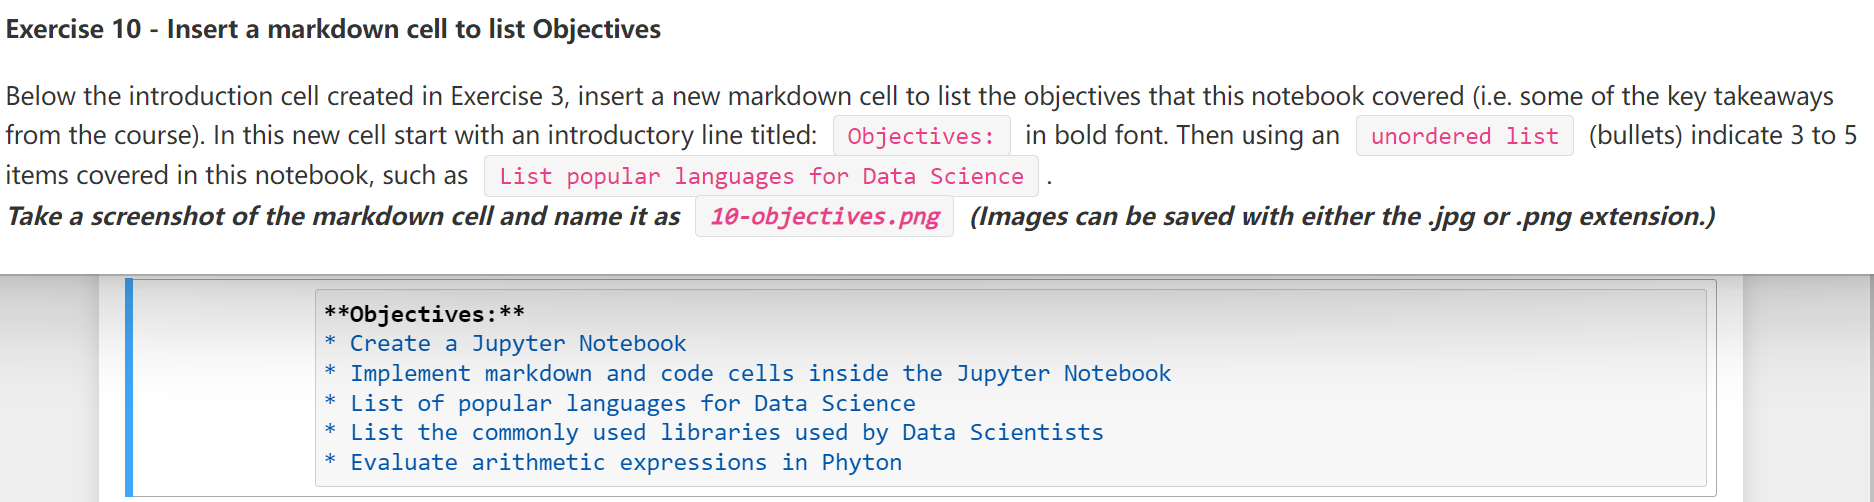 Exercise 10 - Insert a markdown cell to list Objectives
Below the introduction cell created in Exercise 3, insert a new markdown cell to list the objectives that this notebook covered (i.e. some of the key takeaways
from the course). In this new cell start with an introductory line titled: Objectives: in bold font. Then using an unordered list (bullets) indicate 3 to 5
items covered in this notebook, such as List popular languages for Data Science .
Take a screenshot of the markdown cell and name it as 10-objectives.png (Images can be saved with either the .jpg or .png extension.)
**Objectives:**
* Create a Jupyter Notebook
* Implement markdown and code cells inside the Jupyter Notebook
* List of popular languages for Data Science
* List the commonly used libraries used by Data Scientists
* Evaluate arithmetic expressions in Phyton